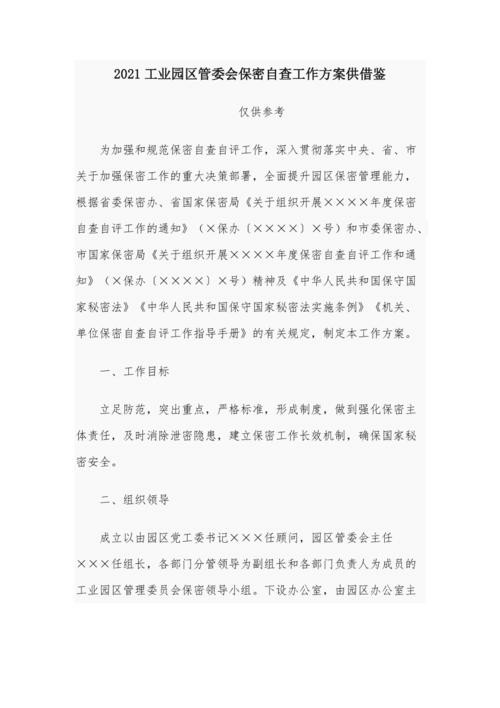 2021工业园区管委会保密自查工作方案供借鉴
仅供参考
为加强和规范保密自查自评工作，深入贯彻落实中央、省、市
关于加强保密工作的重大决策部署，全面提升园区保密管理能力，
根据省委保密办、省国家保密局《关于组织开展××××年度保密
自查自评工作的通知》（×保办〔××××〕×号）和市委保密办、
市国家保密局《关于组织开展××××年度保密自查自评工作和通
知》（×保办〔××××〕×号）精神及《中华人民共和国保守国
家秘密法》《中华人民共和国保守国家秘密法实施条例》《机关、
单位保密自查自评工作指导手册》的有关规定，制定本工作方案。
一、工作目标
立足防范，突出重点，严格标准，形成制度，做到强化保密主
体责任，及时消除泄密隐患，建立保密工作长效机制，确保国家秘
密安全。
二、组织领导
成立以由园区党工委书记×××任顾问，园区管委会主任
×××任组长，各部门分管领导为副组长和各部门负责人为成员的
工业园区管理委员会保密领导小组。下设办公室，由园区办公室主